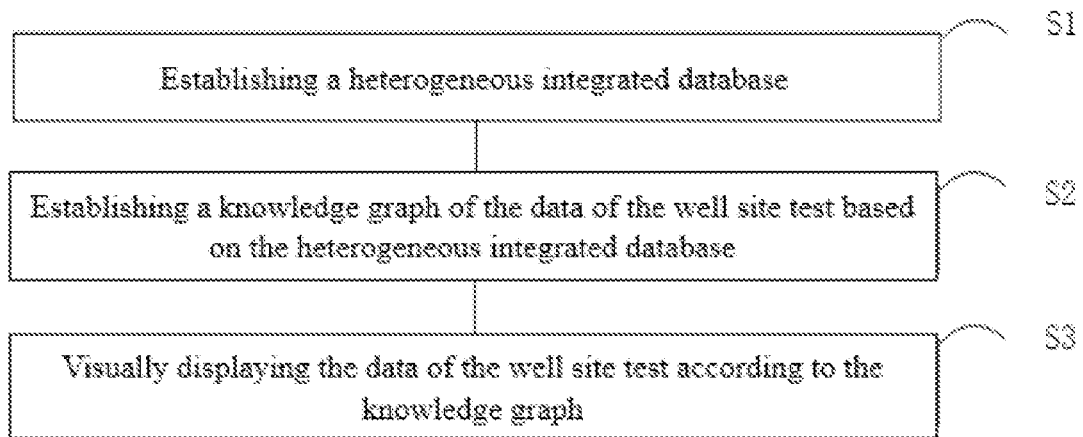 S1
Establishing a heterogeneous integrated database
S2
Establishing a knowledge graph of the data of the well site test based
on the heterogeneous integrated database
S3
Visually displaying the data of the well site test according to the
knowledge graph